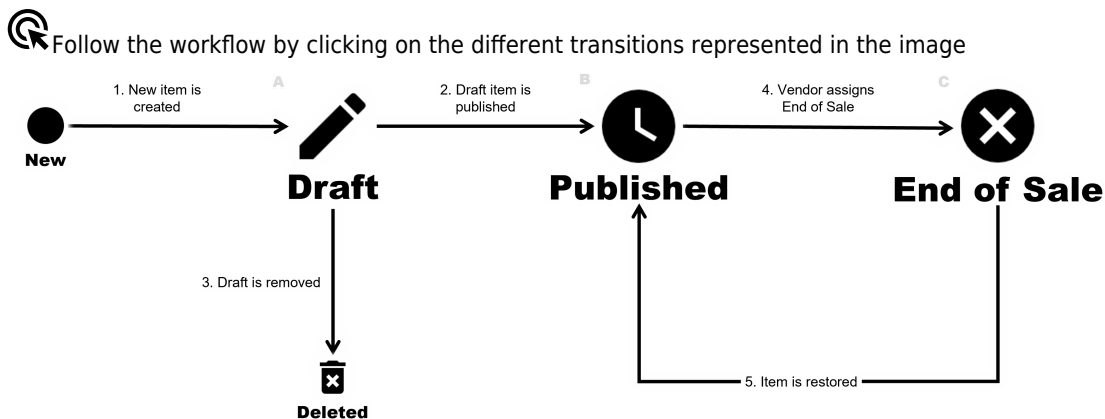 Follow the workflow by clicking on the different transitions represented in the image
1. New item is
created
A
2. Draft item is
published
B
4. Vendor assigns
End of Sale
C
New
Draft
Published
End of Sale
3. Draft is removed
5. Item is restored
Deleted